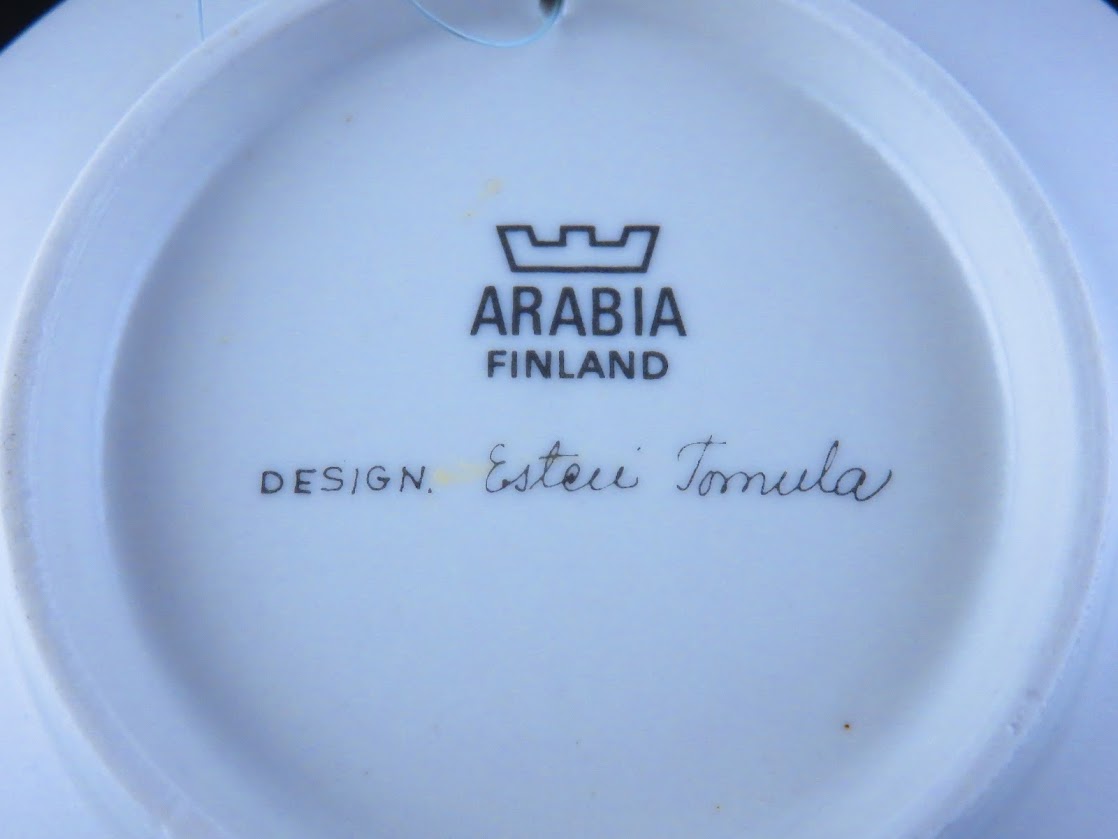 ARABIA
FINLAND
DESIGN. Esteri Tomula